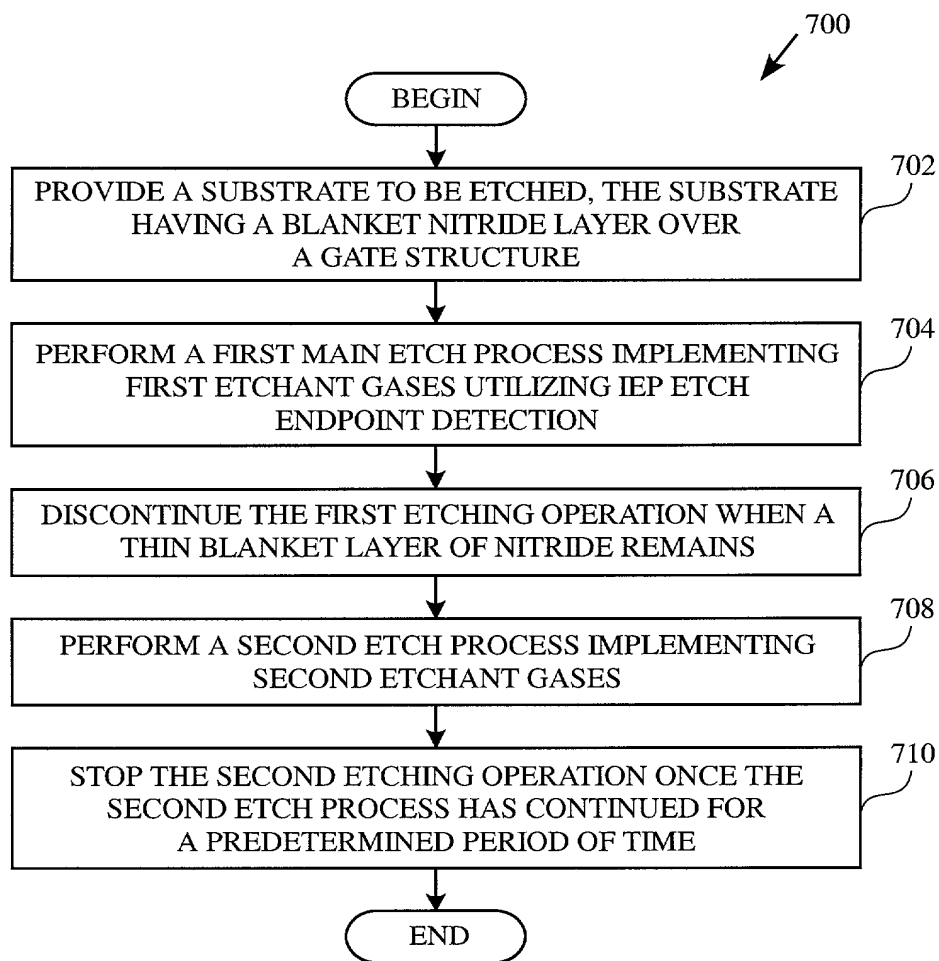 700
BEGIN
702
PROVIDE A SUBSTRATE TO BE ETCHED, THE SUBSTRATE
HAVING A BLANKET NITRIDE LAYER OVER
A GATE STRUCTURE
704
PERFORM A FIRST MAIN ETCH PROCESS IMPLEMENTING
FIRST ETCHANT GASES UTILIZING IEP ETCH
ENDPOINT DETECTION
706
DISCONTINUE THE FIRST ETCHING OPERATION WHEN A
THIN BLANKET LAYER OF NITRIDE REMAINS
708
PERFORM A SECOND ETCH PROCESS IMPLEMENTING
SECOND ETCHANT GASES
710
STOP THE SECOND ETCHING OPERATION ONCE THE
SECOND ETCH PROCESS HAS CONTINUED FOR
A PREDETERMINED PERIOD OF TIME
END